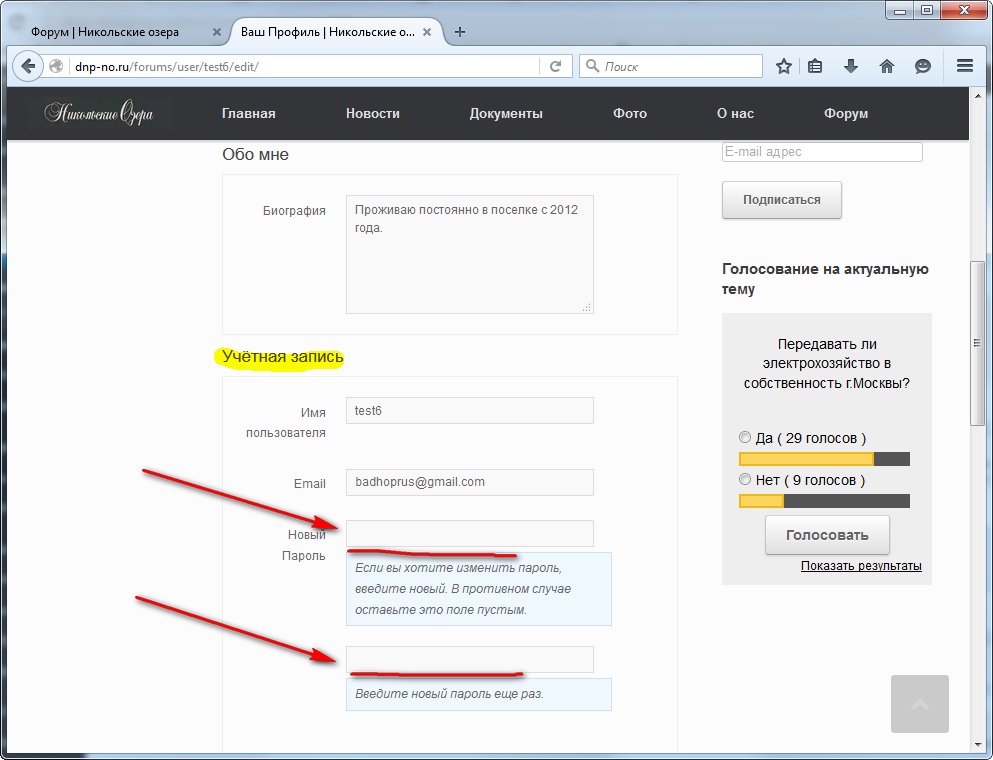 Форум | Никольские озера
Ваш Профиль | Никольские о...
dnp-no.ru/forums/user/test6/edit/
Поиск
Никольские Озера
Главная
Новости
Документы
Фото
О нас
Форум
Обо мне
Биография
Проживаю постоянно в поселке с 2012
года.
Учётная запись
Имя
пользователя
test6
Email
badhoprus@gmail.com
Новый
Пароль
Если вы хотите изменить пароль,
введите новый. В противном случае
оставьте это поле пустым.
Введите новый пароль еще раз.
E-mail адрес
Подписаться
Голосование на актуальную
тему
Передавать ли
электрохозяйство в
собственность г.Москвы?
Да ( 29 голосов )
Нет ( 9 голосов )
Голосовать
Показать результаты